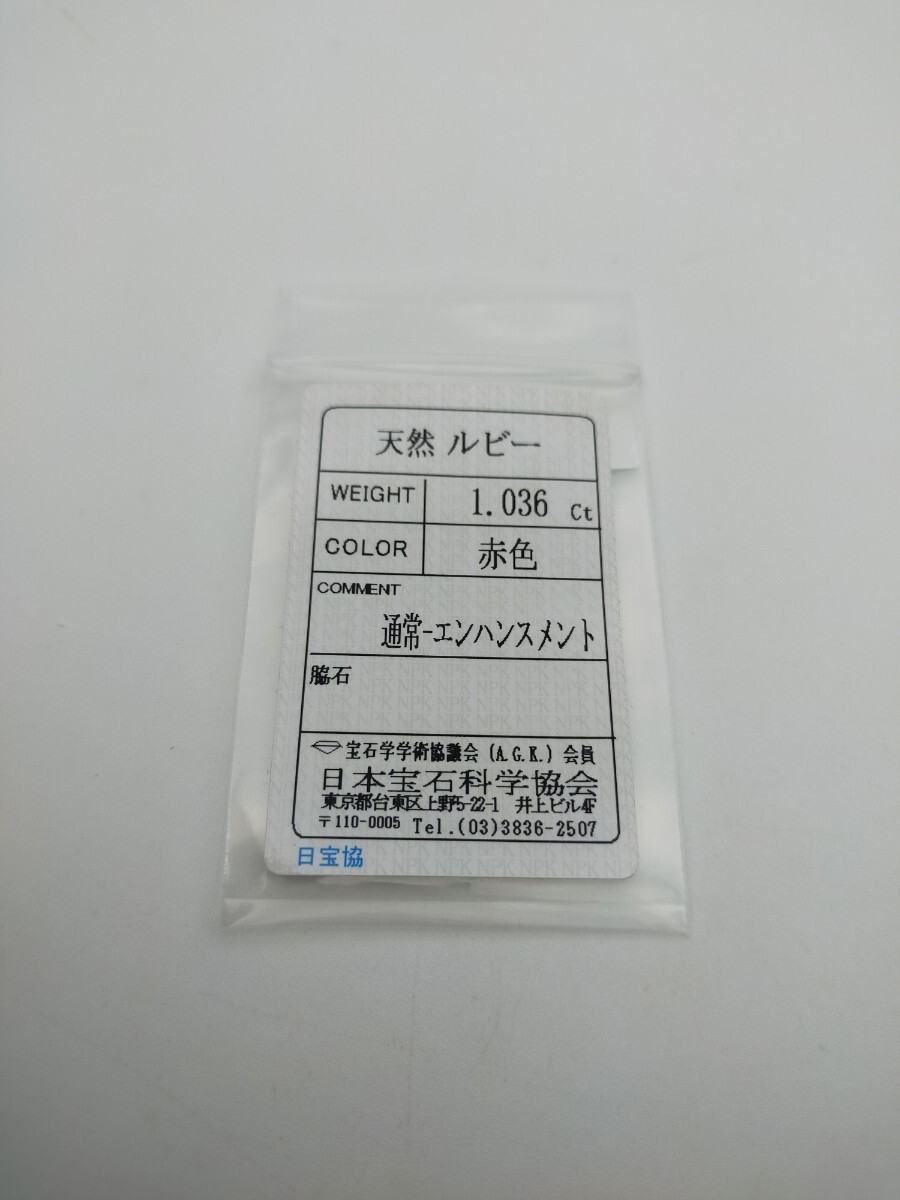 天然 ルビー
WEIGHT 1.036 Ct
COLOR 赤色
COMMENT
通常-エンハンスメント
脇石
宝石学学術協議会 (A.G.K.) 会員
日本宝石科学協会
東京都台東区上野5-22-1 井上ビル4F
〒110-0005 Tel.(03)3836-2507
日宝協